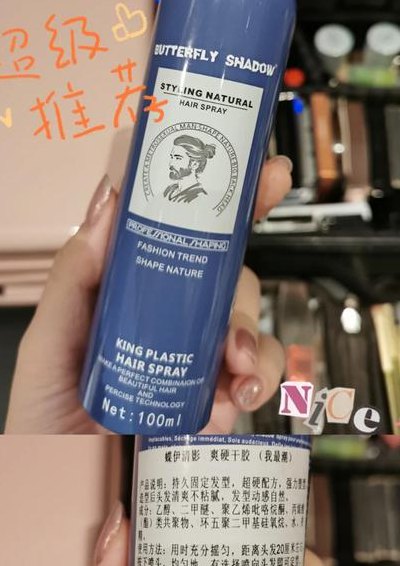 超级
推荐
BUTTERFLY SHADOW
STYLING NATURAL
HAIR SPRAY
PROFESSIONAL SHAPING
FASHION TREND
SHAPE NATURE
KING PLASTIC
HAIR SPRAY
MAKE A PERFECT COMBINAION OF
BEAUTIFUL HAIR
AND
PERCISE TECHNOLOGY
Net:100ml
NiCe
蝶伊清影 爽硬干胶 (我最潮)
产品说明：持久固定发型，超硬配方，强力
造型后头发清爽不粘腻，发型动感自然。
成分：乙醇、二甲醚、聚乙烯吡咯烷酮、丙烯
(酯)类共聚物、环五聚二甲基硅氧烷、水、
使用方法：用时充分摇匀，距离头发20厘米左